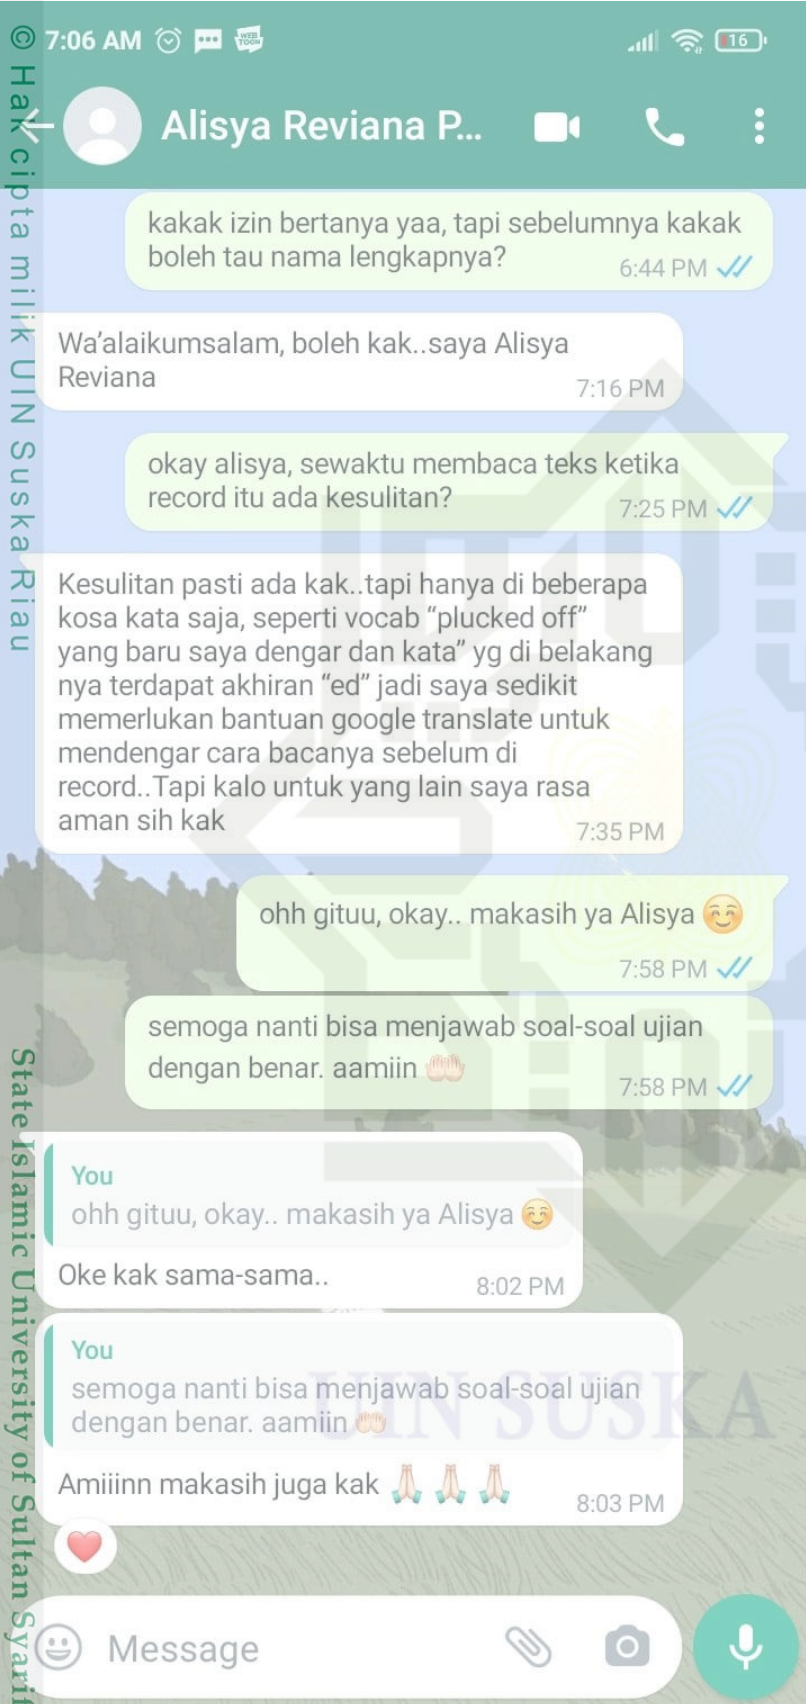 7:06 AM
16
Alisya Reviana P...
kakak izin bertanya yaa, tapi sebelumnya kakak
boleh tau nama lengkapnya?
6:44 PM
Wa’alaikumsalam, boleh kak..saya Alisya
Reviana
7:16 PM
okay alisya, sewaktu membaca teks ketika
record itu ada kesulitan?
7:25 PM
Kesulitan pasti ada kak..tapi hanya di beberapa
kosa kata saja, seperti vocab “plucked off”
yang baru saya dengar dan kata” yg di belakang
nya terdapat akhiran “ed” jadi saya sedikit
memerlukan bantuan google translate untuk
mendengar cara bacanya sebelum di
record..Tapi kalo untuk yang lain saya rasa
aman sih kak
7:35 PM
ohh gituu, okay.. makasih ya Alisya ☺️
7:58 PM
semoga nanti bisa menjawab soal-soal ujian
dengan benar. aamiin 🤲🏻
7:58 PM
You
ohh gituu, okay.. makasih ya Alisya ☺️
Oke kak sama-sama..
8:02 PM
You
semoga nanti bisa menjawab soal-soal ujian
dengan benar. aamiin 🤲🏻
Amiiinn makasih juga kak 🙏🏻 🙏🏻 🙏🏻
8:03 PM
Message
© Hak cipta milik UIN Suska Riau
State Islamic University of Sultan Syarif
UIN SUSKA